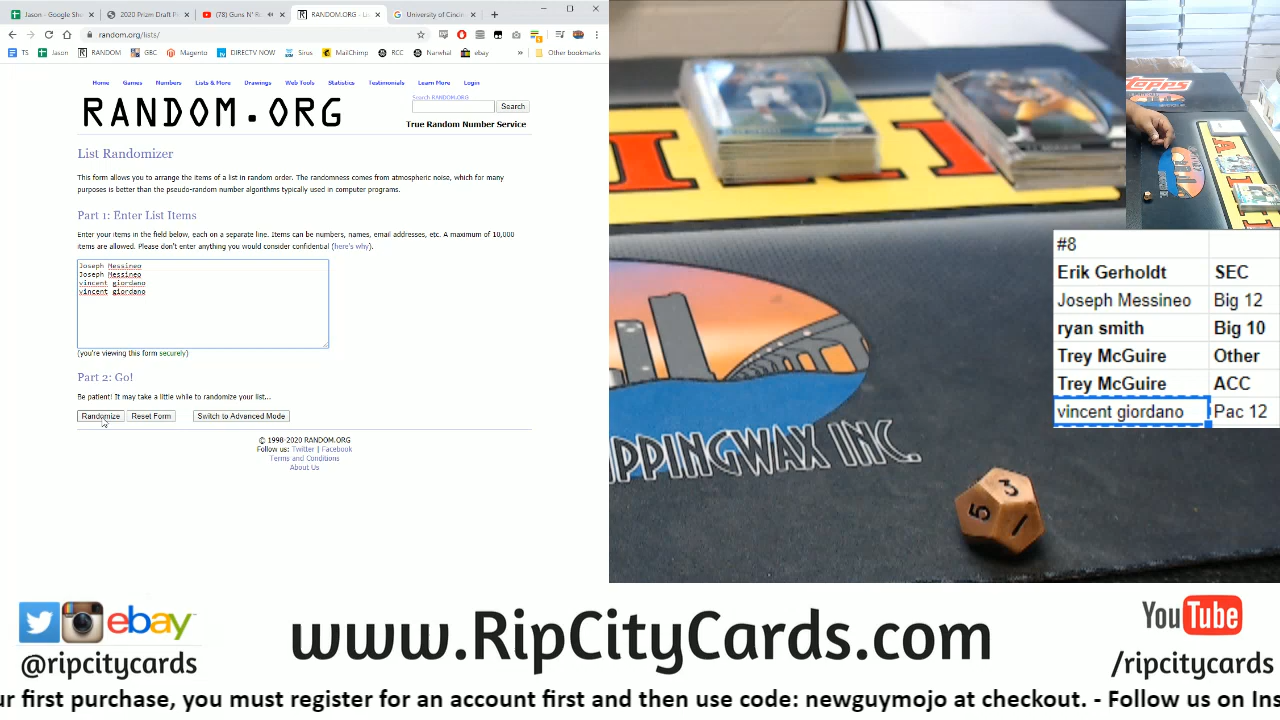 Jason - Google She
2020 Prizm Draft Pi
(78) Guns N' R
RANDOM.ORG - Li
University of Cincin
random.org/lists/
TS
Jason
RANDOM
GBC
Magento
DIRECTV NOW
Sirus
MailChimp
RCC
Narwhal
ebay
»
Other bookmarks
Home Games Numbers Lists & More Drawings Web Tools Statistics Testimonials Learn More Login
RANDOM.ORG
Search RANDOM.ORG
Search
True Random Number Service
List Randomizer
This form allows you to arrange the items of a list in random order. The randomness comes from atmospheric noise, which for many
purposes is better than the pseudo-random number algorithms typically used in computer programs.
Part 1: Enter List Items
Enter your items in the field below, each on a separate line. Items can be numbers, names, email addresses, etc. A maximum of 10,000
items are allowed. Please don't enter anything you would consider confidential (here's why).
Joseph Messineo
Joseph Messineo
vincent giordano
vincent giordano
(you're viewing this form securely)
Part 2: Go!
Be patient! It may take a little while to randomize your list...
Randomize Reset Form Switch to Advanced Mode
© 1998-2020 RANDOM.ORG
Follow us: Twitter | Facebook
Terms and Conditions
About Us
topps
#8
Erik Gerholdt SEC
Joseph Messineo Big 12
ryan smith Big 10
Trey McGuire Other
Trey McGuire ACC
vincent giordano Pac 12
IPPINGWAX INC.
3
5
1
ebay
@ripcitycards
www.RipCityCards.com
YouTube
/ripcitycards
ur first purchase, you must register for an account first and then use code: newguymojo at checkout. - Follow us on Ins